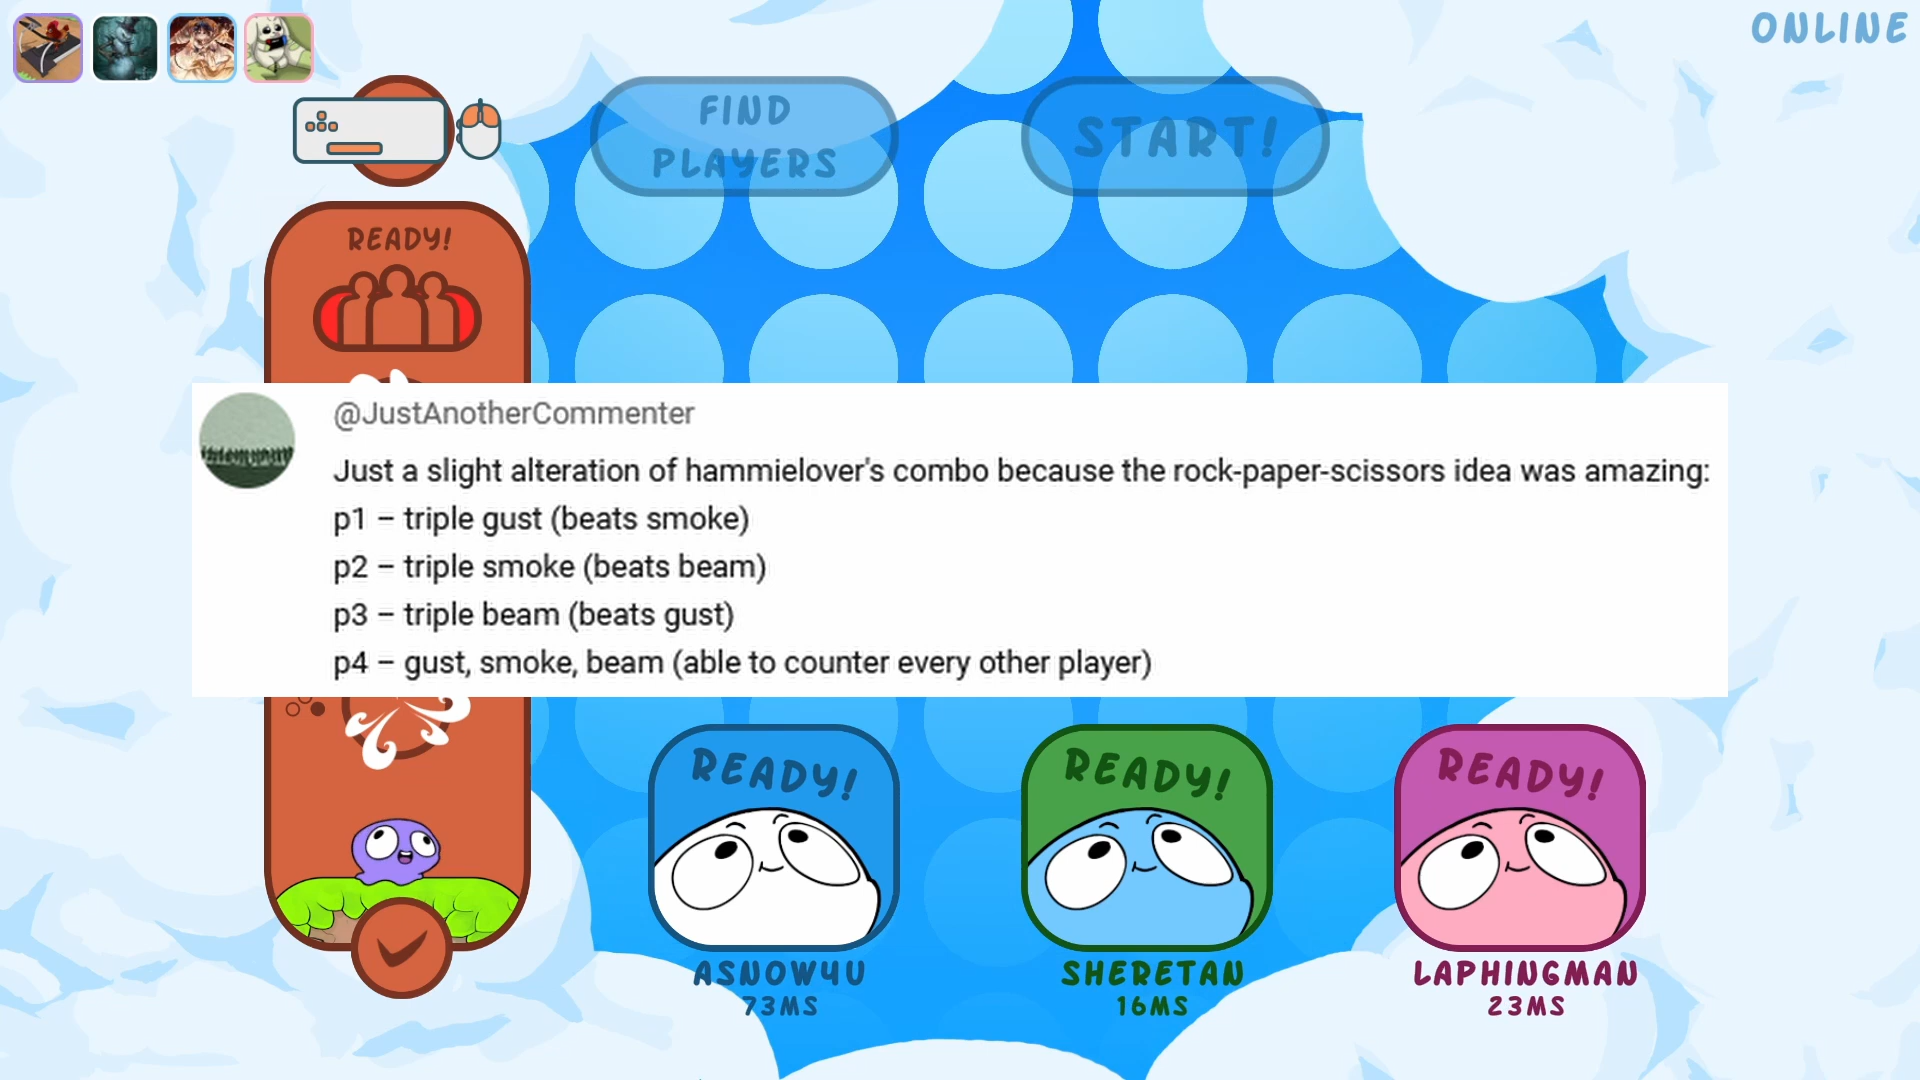 ONLINE
FIND
PLAYERS
START!
READY!
@JustAnotherCommenter
Just a slight alteration of hammielover's combo because the rock-paper-scissors idea was amazing:
p1 – triple gust (beats smoke)
p2 – triple smoke (beats beam)
p3 – triple beam (beats gust)
p4 – gust, smoke, beam (able to counter every other player)
READY!
READY!
READY!
ASNOW4U
SHERETAN
LAPHINGMAN
73MS
16MS
23MS